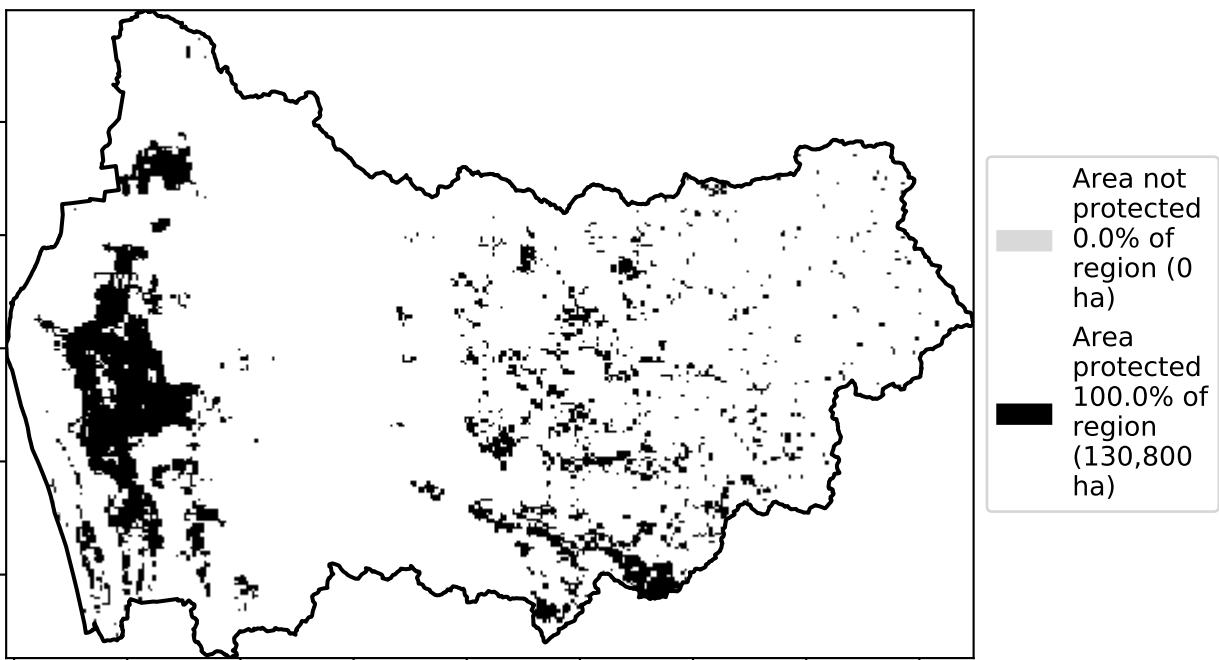 Area not
protected
0.0% of
region (0
ha)
Area
protected
100.0% of
region
(130,800
ha)